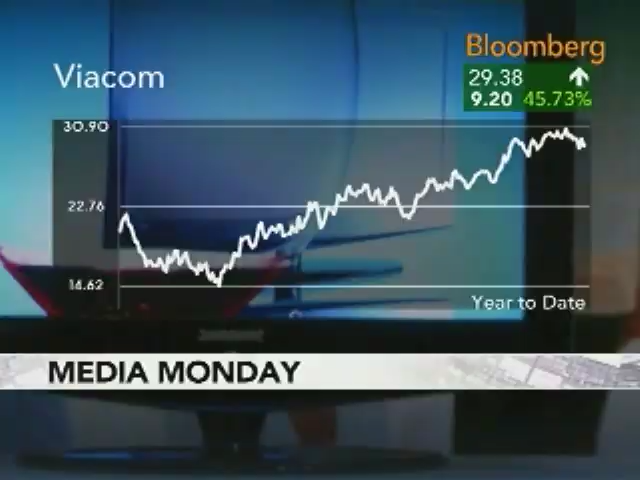 Bloomberg
Viacom
29.38
9.20 45.73%
30.90
22.76
14.62
Year to Date
MEDIA MONDAY